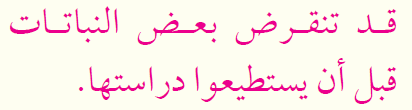 قد تنقرض بعض النباتات
قبل أن يستطيعوا دراستها.